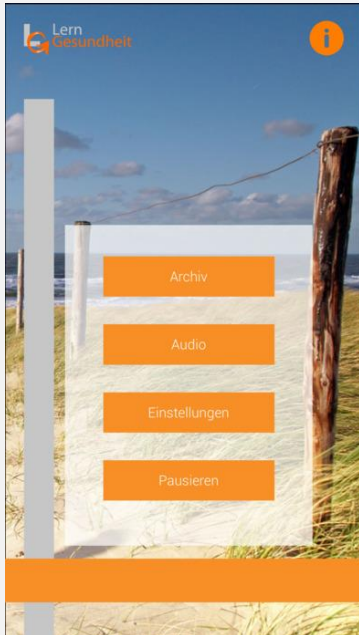 Lern
Gesundheit
i
Archiv
Audio
Einstellungen
Pausieren